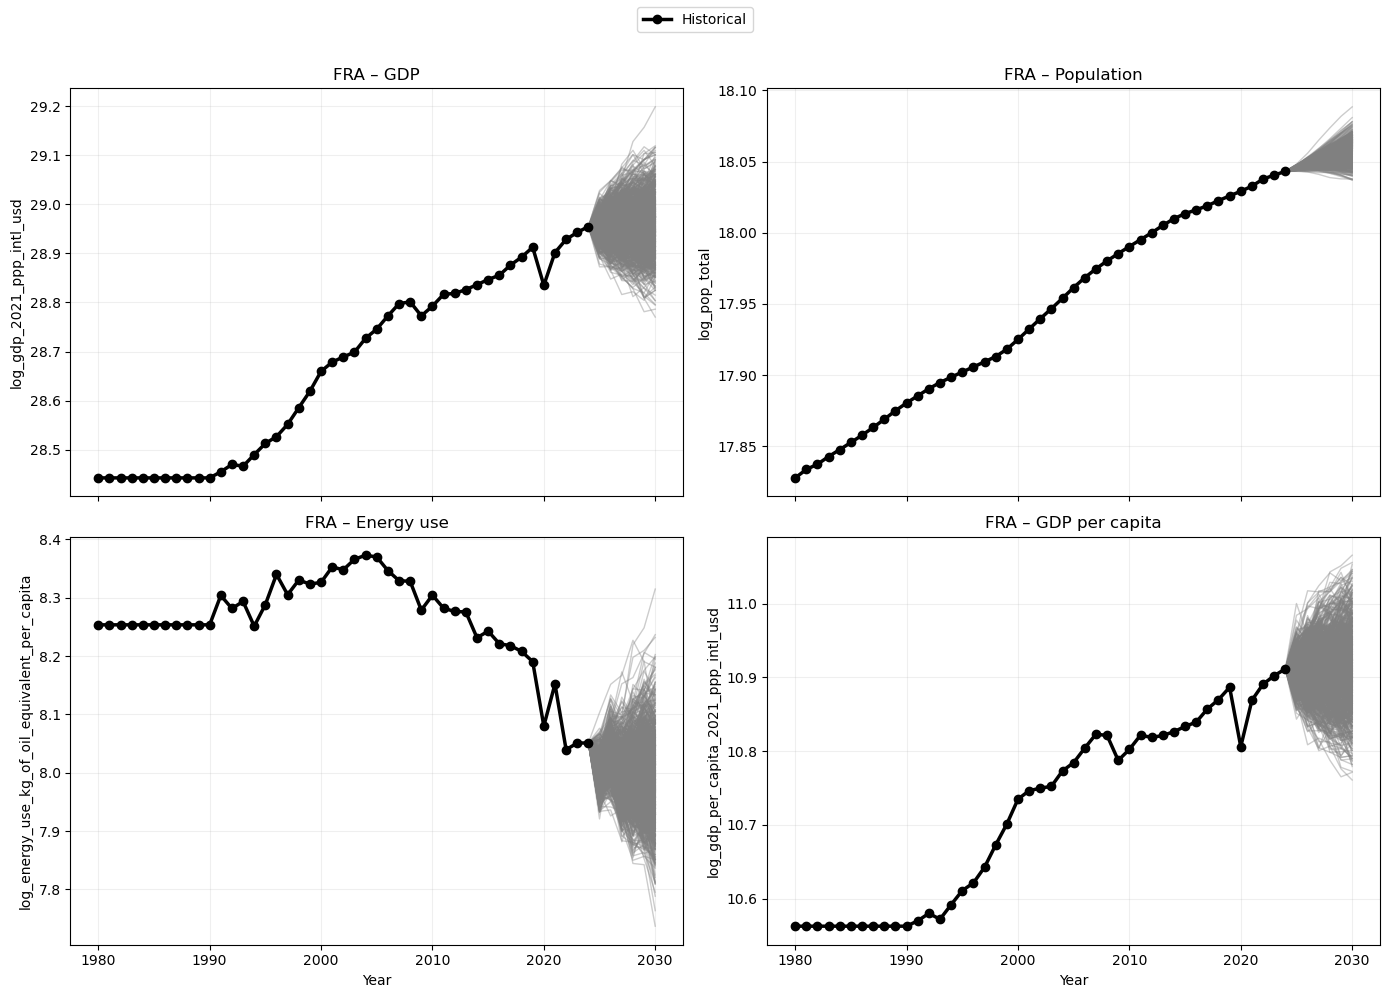 Historical
FRA – GDP
log_gdp_2021_ppp_intl_usd
29.2
29.1
29.0
28.9
28.8
28.7
28.6
28.5
FRA – Population
log_pop_total
18.10
18.05
18.00
17.95
17.90
17.85
FRA – Energy use
log_energy_use_kg_of_oil_equivalent_per_capita
8.4
8.3
8.2
8.1
8.0
7.9
7.8
1980 1990 2000 2010 2020 2030
Year
FRA – GDP per capita
log_gdp_per_capita_2021_ppp_intl_usd
11.0
10.9
10.8
10.7
10.6
1980 1990 2000 2010 2020 2030
Year